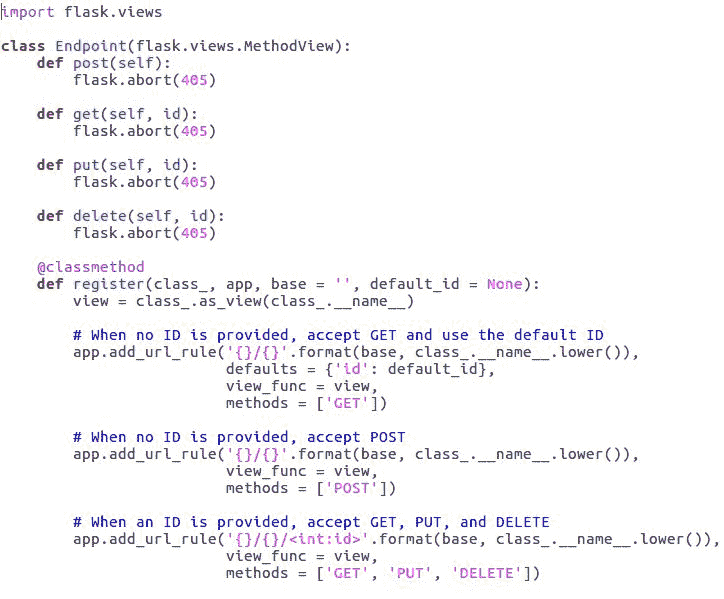 import flask.views
class Endpoint(flask.views.MethodView):
    def post(self):
        flask.abort(405)
    def get(self, id):
        flask.abort(405)
    def put(self, id):
        flask.abort(405)
    def delete(self, id):
        flask.abort(405)
    @classmethod
    def register(class_, app, base = '', default_id = None):
        view = class_.as_view(class_.__name__)
        # When no ID is provided, accept GET and use the default ID
        app.add_url_rule('{}/{}'.format(base, class_.__name__.lower()),
                         defaults = {'id': default_id},
                         view_func = view,
                         methods = ['GET'])
        # When no ID is provided, accept POST
        app.add_url_rule('{}/{}'.format(base, class_.__name__.lower()),
                         view_func = view,
                         methods = ['POST'])
        # When an ID is provided, accept GET, PUT, and DELETE
        app.add_url_rule('{}/{}/<int:id>'.format(base, class_.__name__.lower()),
                         view_func = view,
                         methods = ['GET', 'PUT', 'DELETE'])